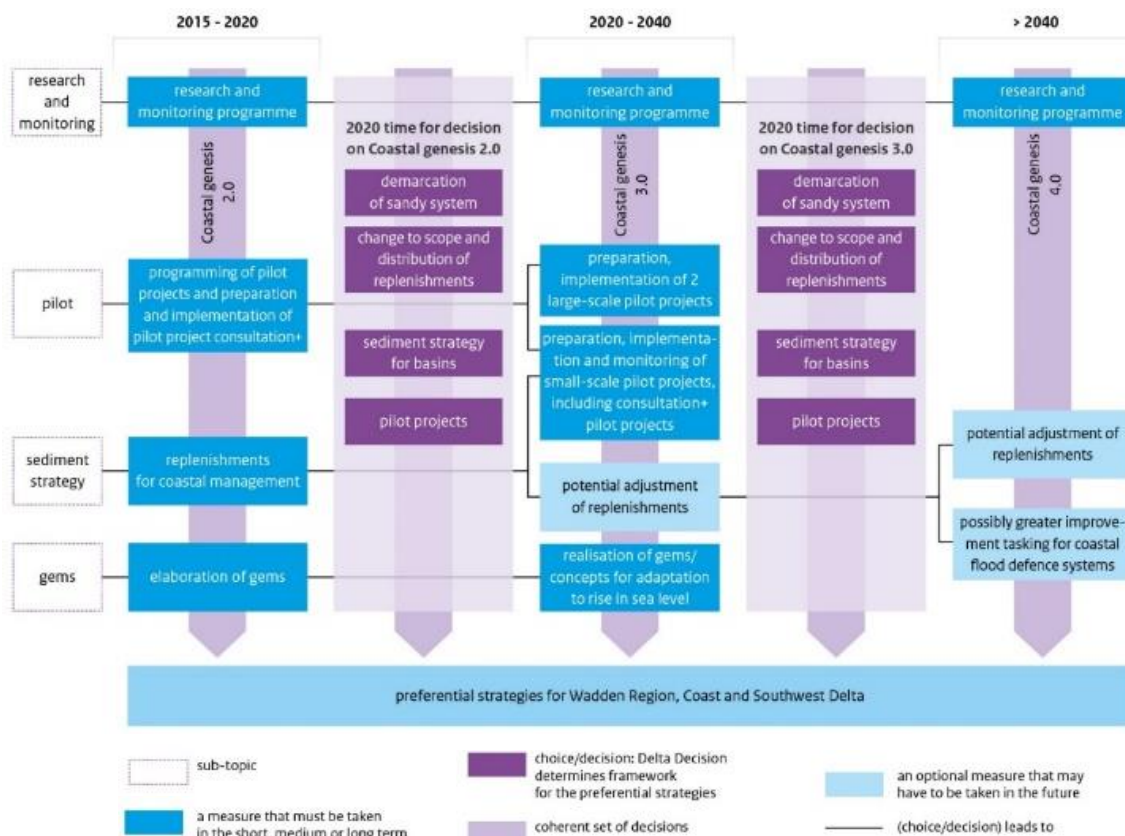 2015 - 2020
2020 - 2040
> 2040
research
and
monitoring
research and
monitoring programme
research and
monitoring programme
research and
monitoring programme
Coastal genesis
2.0
2020 time for decision
on Coastal genesis 2.0
Coastal genesis
3.0
2020 time for decision
on Coastal genesis 3.0
Coastal genesis
4.0
demarcation
of sandy system
demarcation
of sandy system
change to scope and
distribution of
replenishments
change to scope and
distribution of
replenishments
pilot
programming of pilot
projects and preparation
and implementation of
pilot project consultation+
preparation,
implementation of 2
large-scale pilot projects
sediment strategy
for basins
preparation, implementa-
tion and monitoring of
small-scale pilot projects,
including consultation+
pilot projects
sediment strategy
for basins
pilot projects
pilot projects
sediment
strategy
replenishments
for coastal management
potential adjustment
of replenishments
potential adjustment of
replenishments
possibly greater improve-
ment tasking for coastal
flood defence systems
gems
elaboration of gems
realisation of gems/
concepts for adaptation
to rise in sea level
preferential strategies for Wadden Region, Coast and Southwest Delta
sub-topic
choice/decision: Delta Decision
determines framework
for the preferential strategies
an optional measure that may
have to be taken in the future
a measure that must be taken
in the short, medium or long term
coherent set of decisions
(choice/decision) leads to